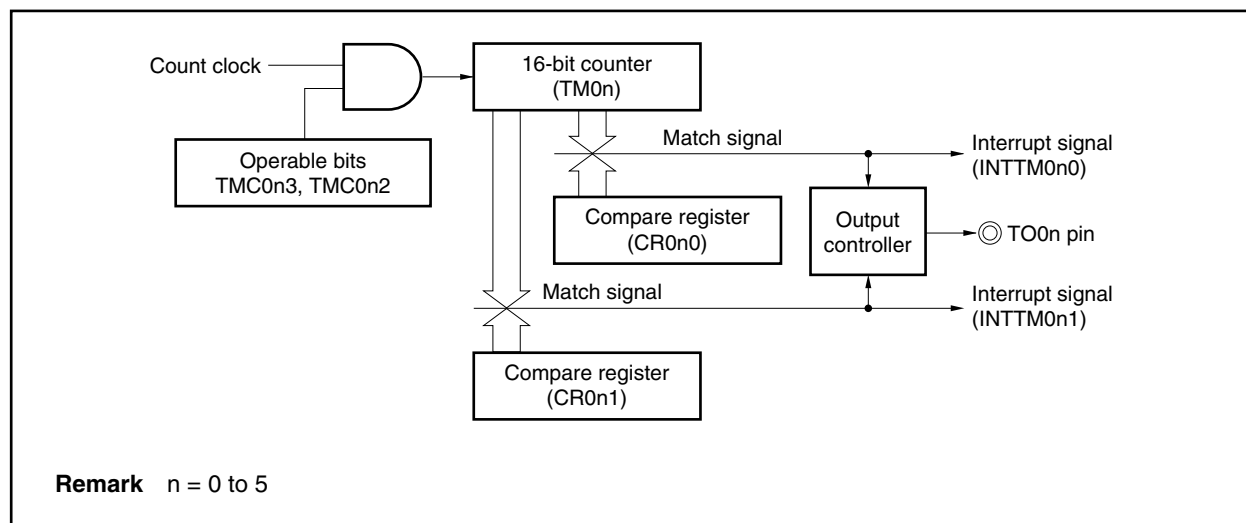 Count clock
16-bit counter
(TM0n)
Operable bits
TMC0n3, TMC0n2
Match signal
Interrupt signal
(INTTM0n0)
Compare register
(CR0n0)
Output
controller
TO0n pin
Match signal
Interrupt signal
(INTTM0n1)
Compare register
(CR0n1)
Remark n = 0 to 5